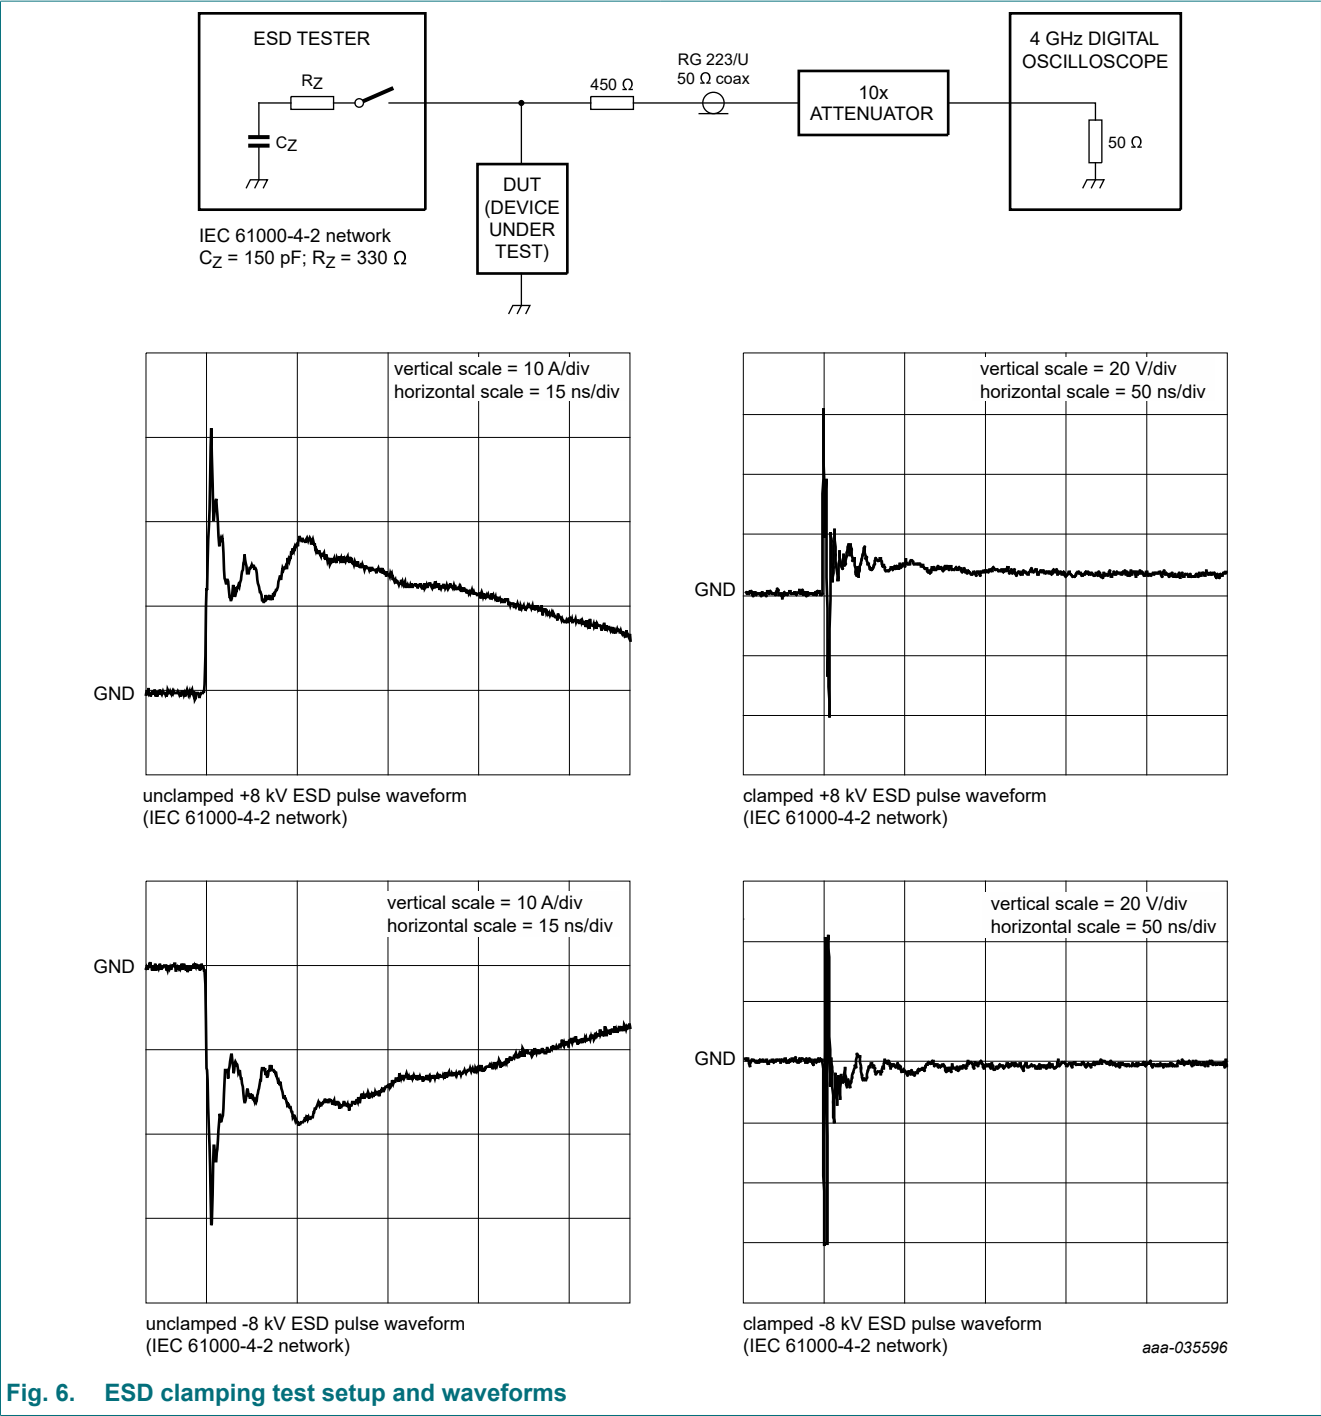 ESD TESTER
RZ
CZ
IEC 61000-4-2 network
CZ = 150 pF; RZ = 330 Ω
DUT
(DEVICE
UNDER
TEST)
450 Ω
RG 223/U
50 Ω coax
10x
ATTENUATOR
4 GHz DIGITAL
OSCILLOSCOPE
50 Ω
vertical scale = 10 A/div
horizontal scale = 15 ns/div
GND
unclamped +8 kV ESD pulse waveform
(IEC 61000-4-2 network)
vertical scale = 20 V/div
horizontal scale = 50 ns/div
GND
clamped +8 kV ESD pulse waveform
(IEC 61000-4-2 network)
vertical scale = 10 A/div
horizontal scale = 15 ns/div
GND
unclamped -8 kV ESD pulse waveform
(IEC 61000-4-2 network)
vertical scale = 20 V/div
horizontal scale = 50 ns/div
GND
clamped -8 kV ESD pulse waveform
(IEC 61000-4-2 network)
aaa-035596
Fig. 6. ESD clamping test setup and waveforms